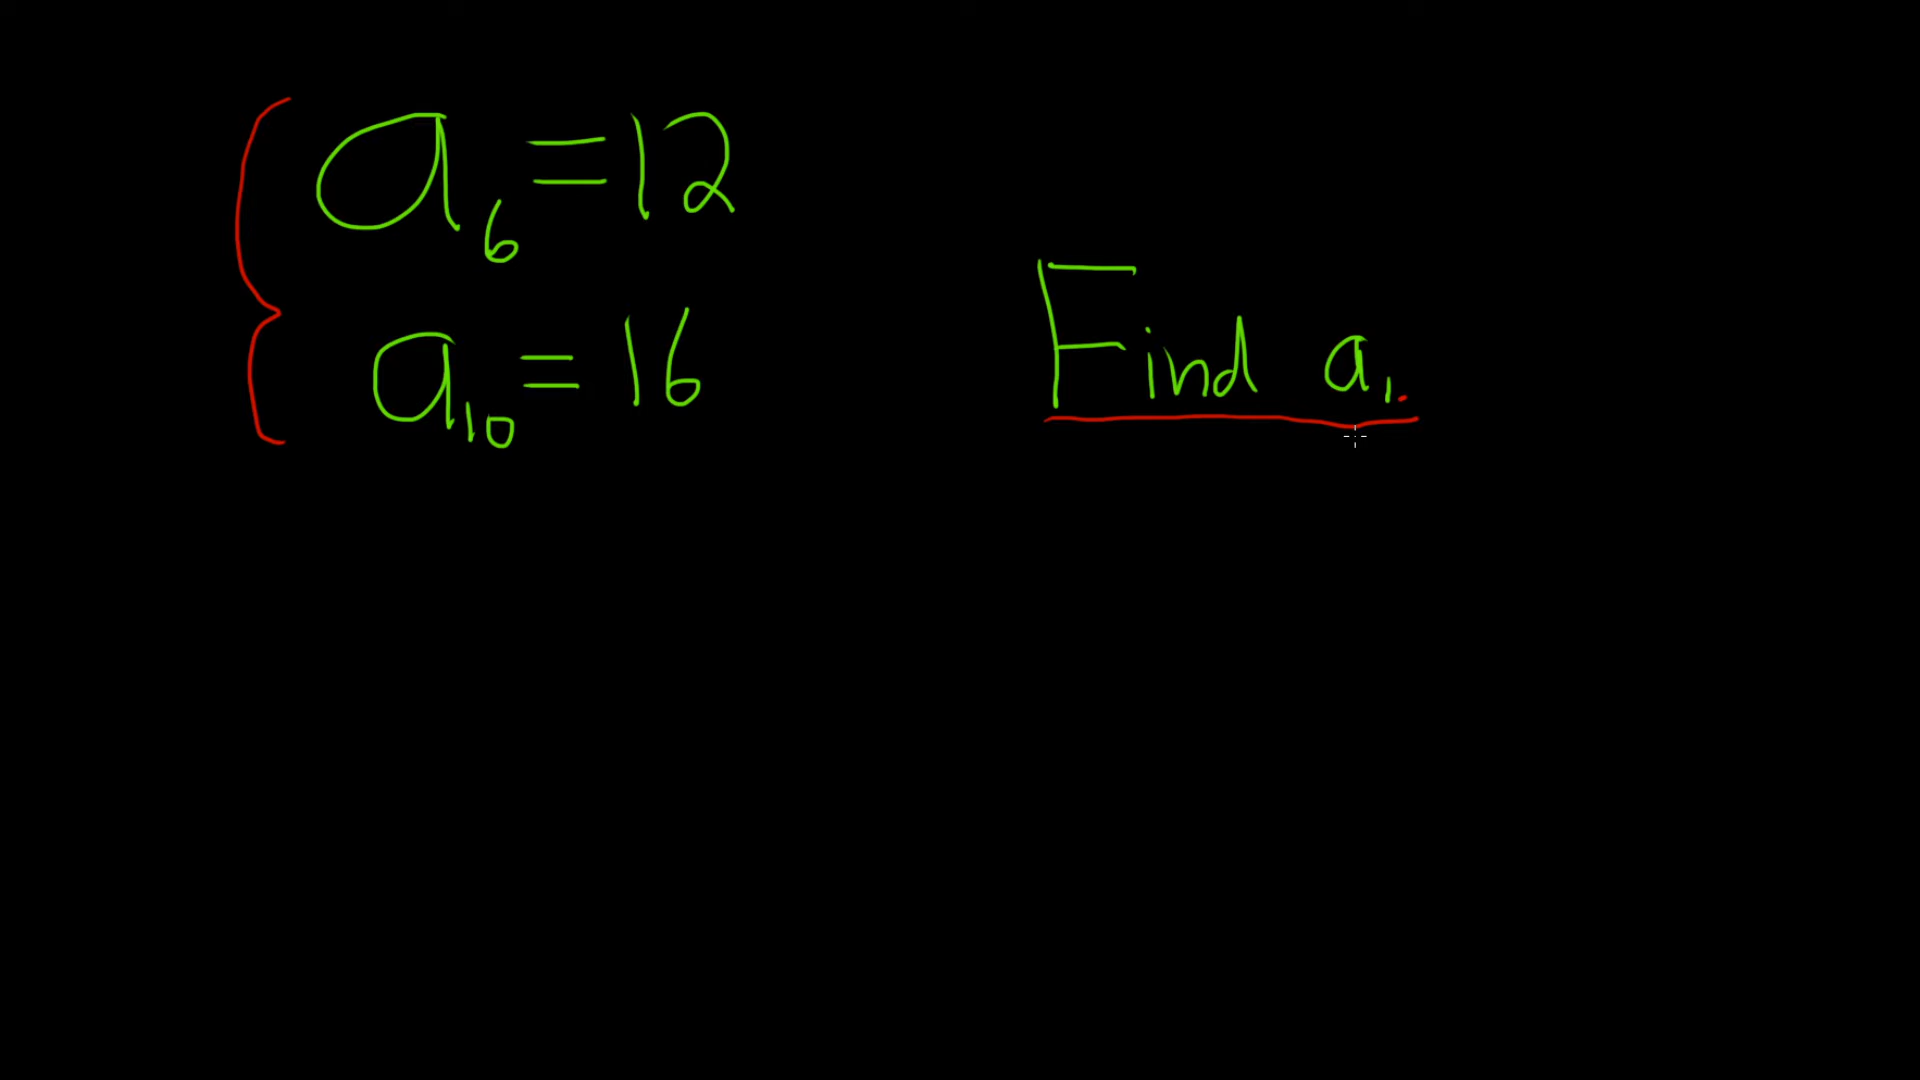 a₆ = 12
a₁₀ = 16
Find a₁.